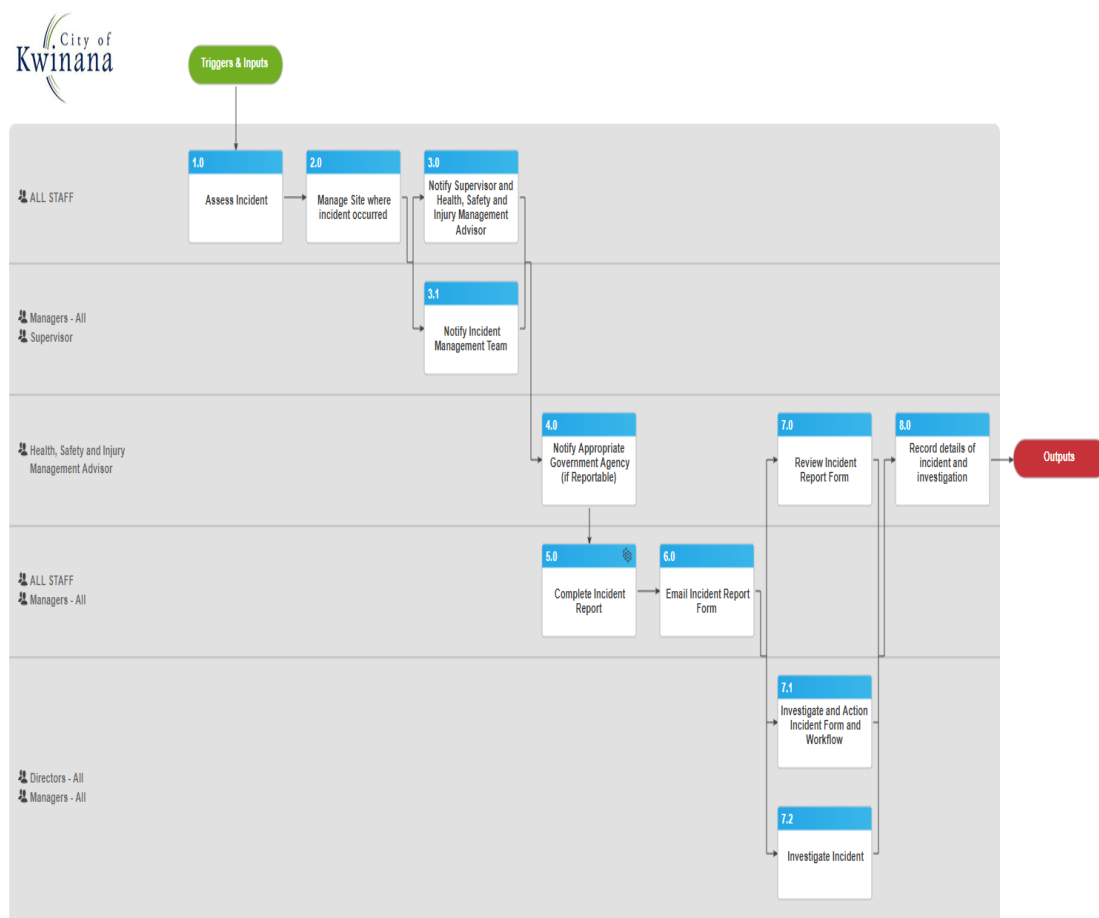 City of
Kwinana
Triggers & Inputs
ALL STAFF
1.0
Assess Incident
2.0
Manage Site where
incident occurred
3.0
Notify Supervisor and
Health, Safety and
Injury Management
Advisor
Managers - All
Supervisor
3.1
Notify Incident
Management Team
Health, Safety and Injury
Management Advisor
4.0
Notify Appropriate
Government Agency
(if Reportable)
7.0
Review Incident
Report Form
8.0
Record details of
incident and
investigation
Outputs
ALL STAFF
Managers - All
5.0
Complete Incident
Report
6.0
Email Incident Report
Form
Directors - All
Managers - All
7.1
Investigate and Action
Incident Form and
Workflow
7.2
Investigate Incident